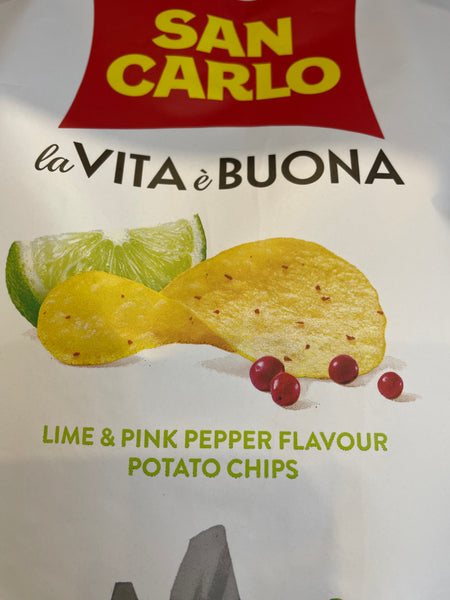 SAN
CARLO
la VITA è BUONA
LIME & PINK PEPPER FLAVOUR
POTATO CHIPS